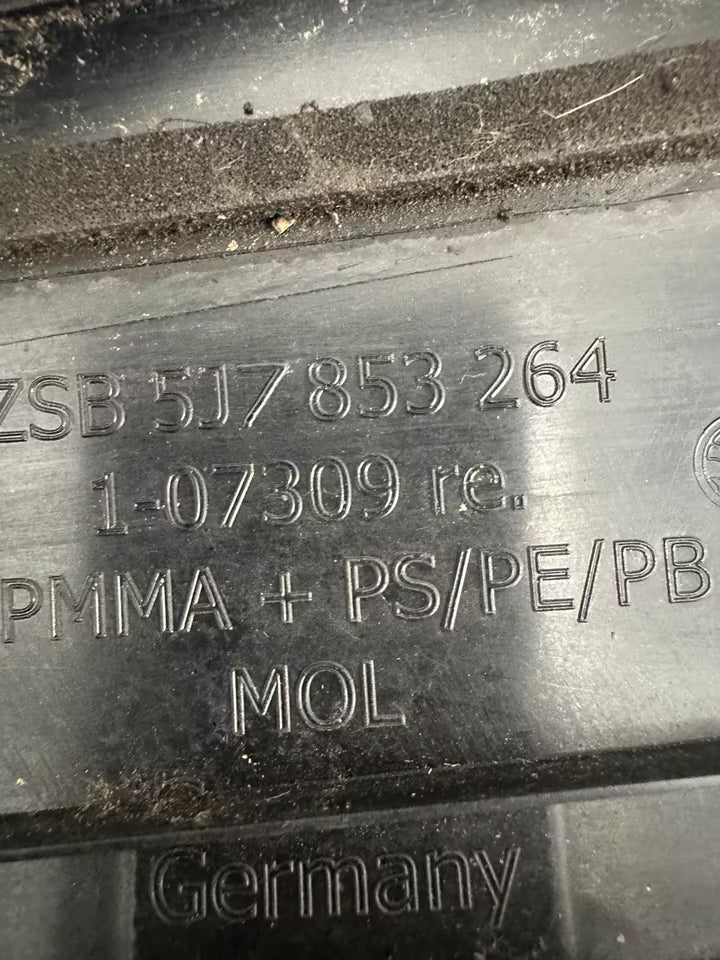 ZSB 5J7 853 264
1-07309 re.
PMMA + PS/PE/PB
MOL
Germany